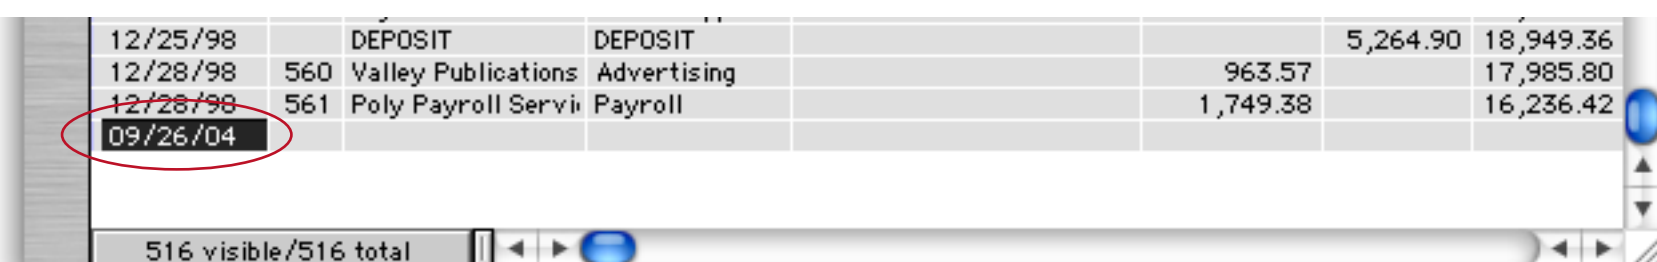 12/25/98 DEPOSIT DEPOSIT 5,264.90 18,949.36
12/28/98 560 Valley Publications Advertising 963.57 17,985.80
12/28/98 561 Poly Payroll Servi Payroll 1,749.38 16,236.42
09/26/04
516 visible/516 total